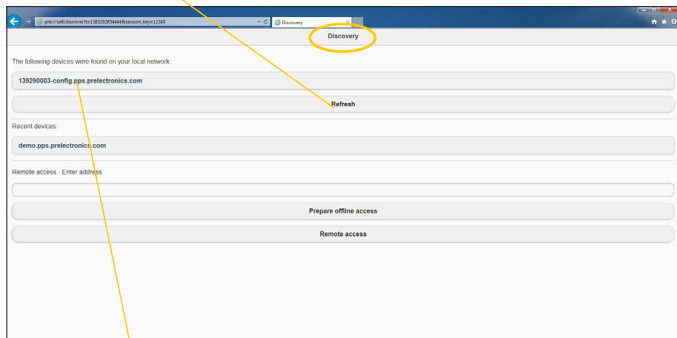 Discovery
Discovery
The following devices were found on your local network :
139290003-config.pps.prelectronics.com
Refresh
Recent devices:
demo.pps.prelectronics.com
Remote access - Enter address
Prepare offline access
Remote access